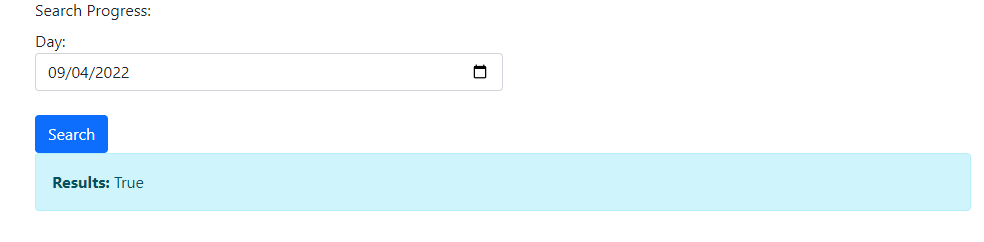 Search Progress:
Day:
09/04/2022
Search
Results: True